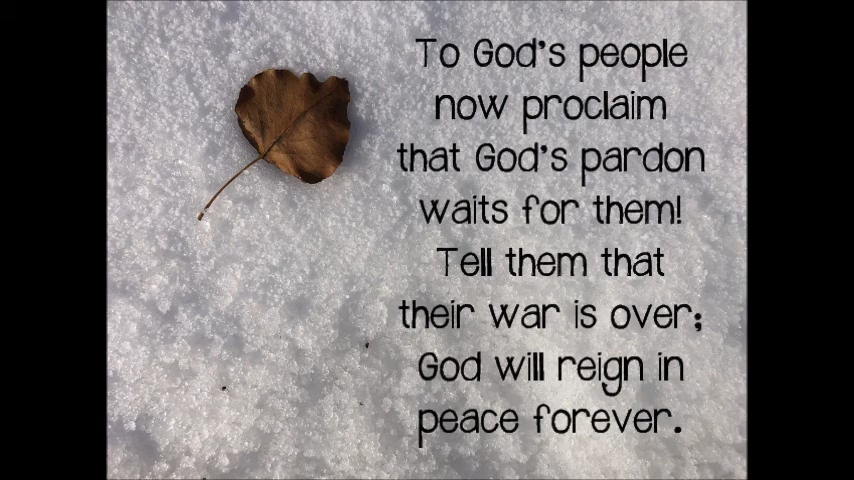 To God's people
now proclaim
that God's pardon
waits for them!
Tell them that
their war is over;
God will reign in
peace forever.